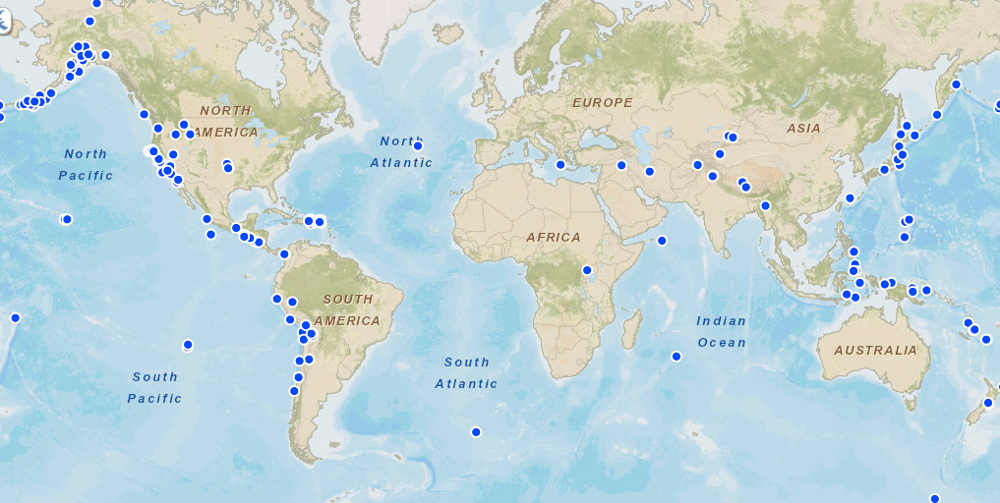 EUROPE
NORTH
AMERICA
ASIA
North
Atlantic
North
Pacific
AFRICA
SOUTH
AMERICA
Indian
Ocean
AUSTRALIA
South
Atlantic
South
Pacific